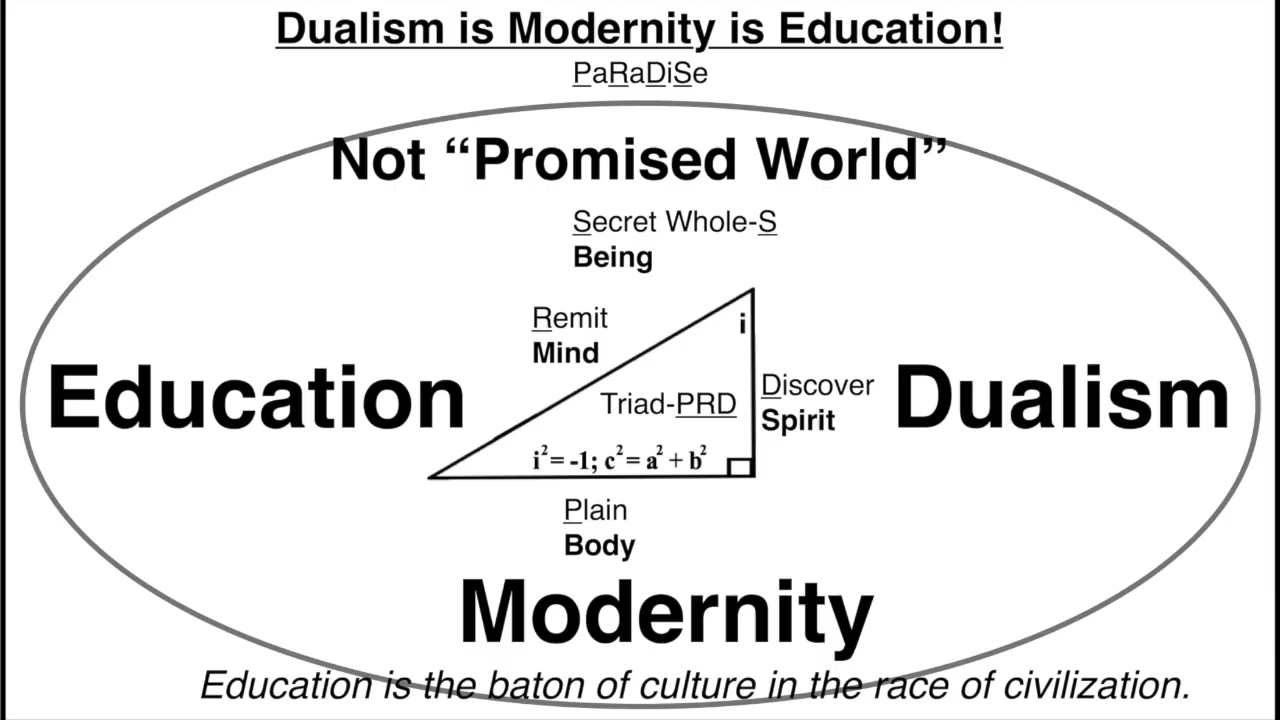 Dualism is Modernity is Education!
PaRaDiSe
Not “Promised World”
Secret Whole-S
Being
Remit
Mind
i
Education
Triad-PRD
Discover
Spirit
Dualism
i²= -1; c²= a² + b²
Plain
Body
Modernity
Education is the baton of culture in the race of civilization.